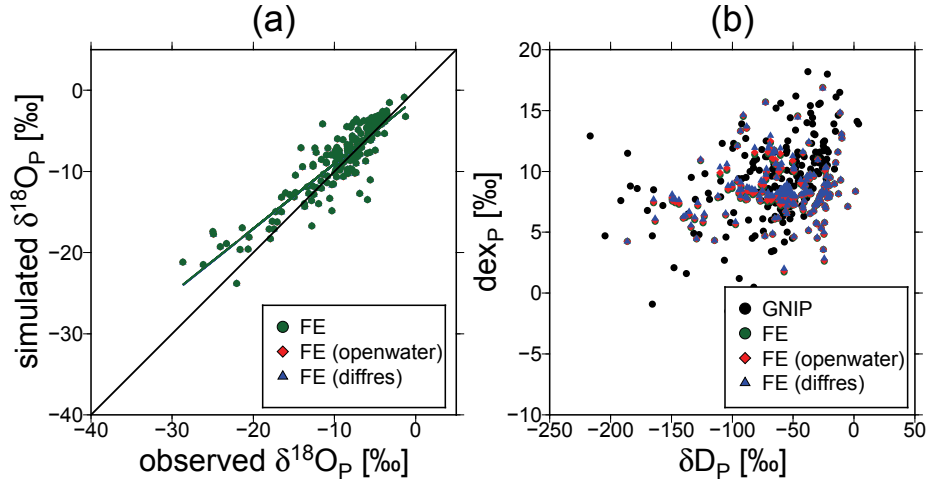 (a)
simulated δ18OP [‰]
0
−10
−20
−30
−40
−40 −30 −20 −10 0
observed δ18OP [‰]
FE
FE (openwater)
FE (diffres)
(b)
dexP [‰]
20
15
10
5
0
−5
−10
−250 −200 −150 −100 −50 0 50
δDP [‰]
GNIP
FE
FE (openwater)
FE (diffres)